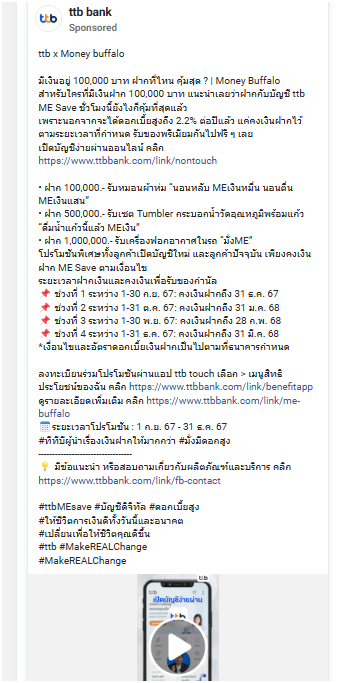 ttb bank
Sponsored
ttb x Money buffalo
มีเงินอยู่ 100,000 บาท ฝากที่ไหน คุ้มสุด ? | Money Buffalo
สำหรับใครที่มีเงินฝาก 100,000 บาท แนะนำเลยว่าฝากกับบัญชี ttb
ME Save ชั่วโมงนี้ยังไงก็คุ้มที่สุดแล้ว
เพราะนอกจากจะได้ดอกเบี้ยสูงถึง 2.2% ต่อปีแล้ว แค่คงเงินฝากไว้
ตามระยะเวลาที่กำหนด รับของพรีเมียมกันไปฟรี ๆ เลย
เปิดบัญชีง่ายผ่านออนไลน์ คลิก
https://www.ttbbank.com/link/nontouch
• ฝาก 100,000.- รับหมอนผ้าห่ม "นอนหลับ MEเงินหมื่น นอนตื่น
MEเงินแสน"
• ฝาก 500,000.- รับเซต Tumbler กระบอกน้ำวัดอุณหภูมิพร้อมแก้ว
"ดื่มน้ำแก้วนี้แล้ว MEเงิน"
• ฝาก 1,000,000.- รับเครื่องฟอกอากาศในรถ "มั่งME"
โปรโมชันพิเศษทั้งลูกค้าเปิดบัญชีใหม่ และลูกค้าปัจจุบัน เพียงคงเงิน
ฝาก ME Save ตามเงื่อนไข
ระยะเวลาฝากเงินและคงเงินเพื่อรับของกำนัล
📌 ช่วงที่ 1 ระหว่าง 1-30 ก.ย. 67: คงเงินฝากถึง 31 ธ.ค. 67
📌 ช่วงที่ 2 ระหว่าง 1-31 ต.ค. 67: คงเงินฝากถึง 31 ม.ค. 68
📌 ช่วงที่ 3 ระหว่าง 1-30 พ.ย. 67: คงเงินฝากถึง 28 ก.พ. 68
📌 ช่วงที่ 4 ระหว่าง 1-31 ธ.ค. 67: คงเงินฝากถึง 31 มี.ค. 68
*เงื่อนไขและอัตราดอกเบี้ยเงินฝากเป็นไปตามที่ธนาคารกำหนด
ลงทะเบียนร่วมโปรโมชันผ่านแอป ttb touch เลือก > เมนูสิทธิ
ประโยชน์ของฉัน คลิก https://www.ttbbank.com/link/benefitapp
ดูรายละเอียดเพิ่มเติม คลิก https://www.ttbbank.com/link/me-
buffalo
🗓️ระยะเวลาโปรโมชัน : 1 ก.ย. 67 - 31 ธ.ค. 67
#ทีทีบีผู้นำเรื่องเงินฝากให้มากกว่า #มั่งมีดอกสูง
----------------------------------
💡 มีข้อแนะนำ หรือสอบถามเกี่ยวกับผลิตภัณฑ์และบริการ คลิก
https://www.ttbbank.com/link/fb-contact
#ttbMEsave #บัญชีดิจิทัล #ดอกเบี้ยสูง
#ให้ชีวิตการเงินดีทั้งวันนี้และอนาคต
#เปลี่ยนเพื่อให้ชีวิตคุณดีขึ้น
#ttb #MakeREALChange
#MakeREALChange
ttb
เปิดบัญชีง่ายผ่าน